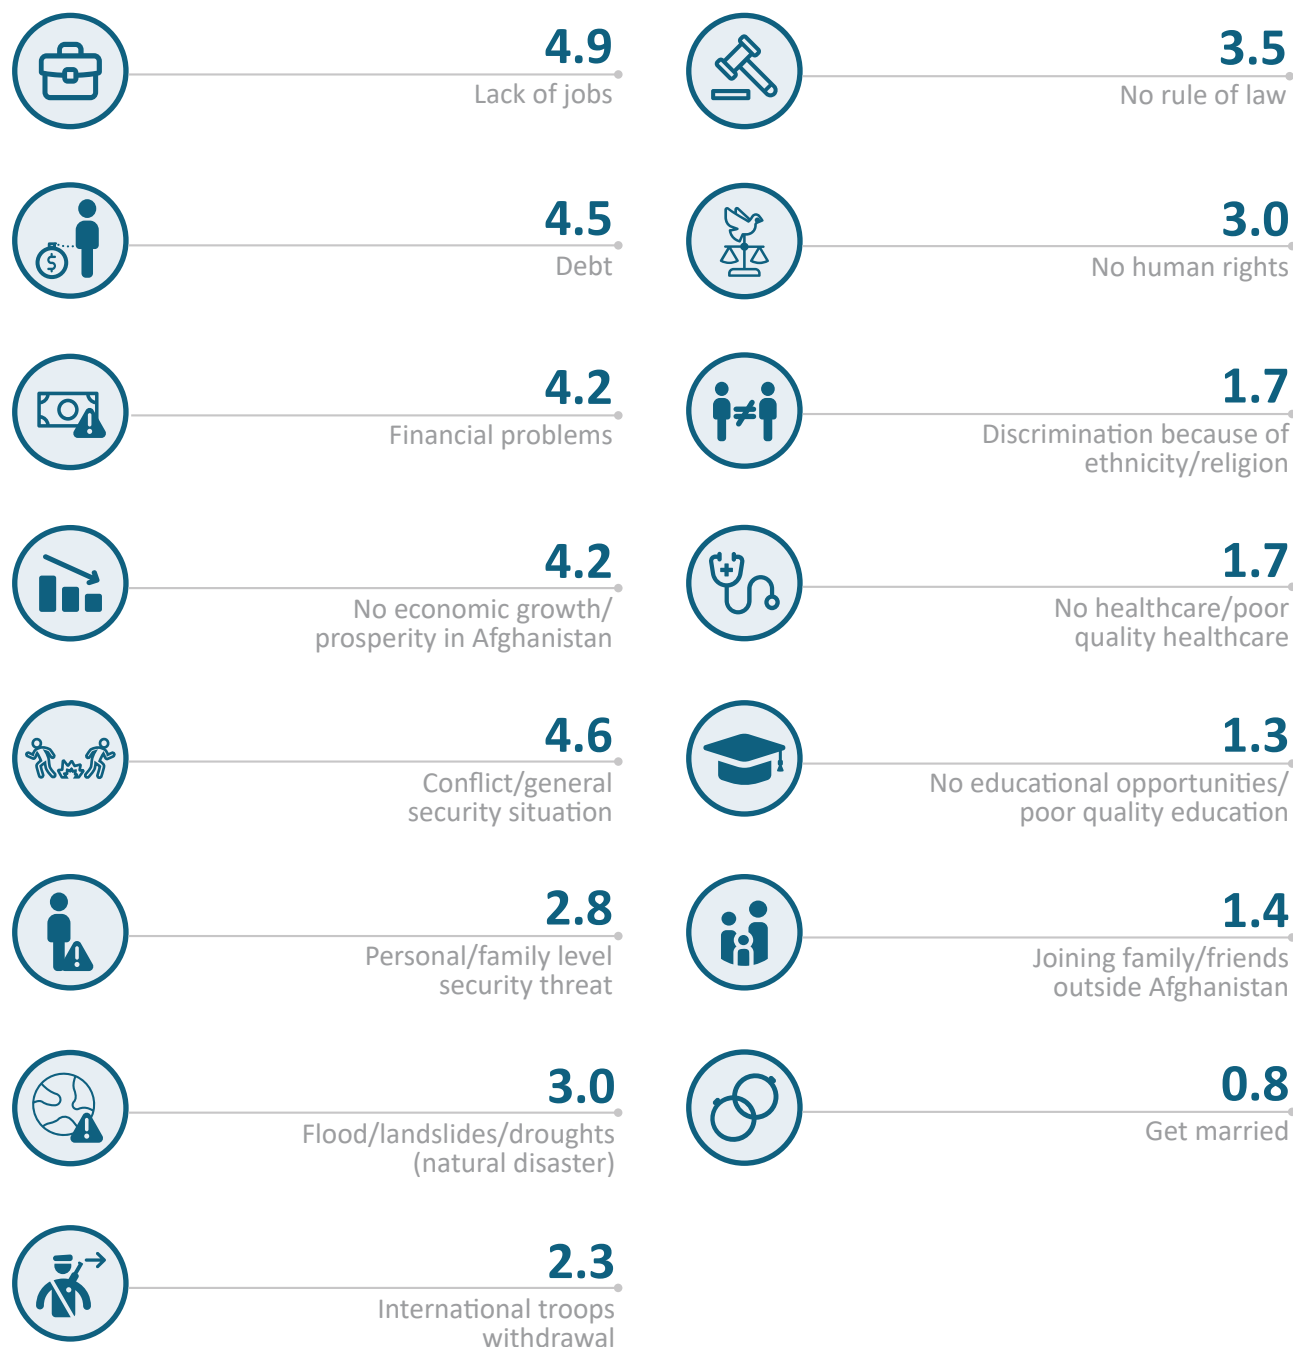 4.9
Lack of jobs
4.5
Debt
$
4.2
Financial problems
4.2
No economic growth/
prosperity in Afghanistan
4.6
Conflict/general
security situation
2.8
Personal/family level
security threat
3.0
Flood/landslides/droughts
(natural disaster)
2.3
International troops
withdrawal
3.5
No rule of law
3.0
No human rights
1.7
Discrimination because of
ethnicity/religion
1.7
No healthcare/poor
quality healthcare
1.3
No educational opportunities/
poor quality education
1.4
Joining family/friends
outside Afghanistan
0.8
Get married